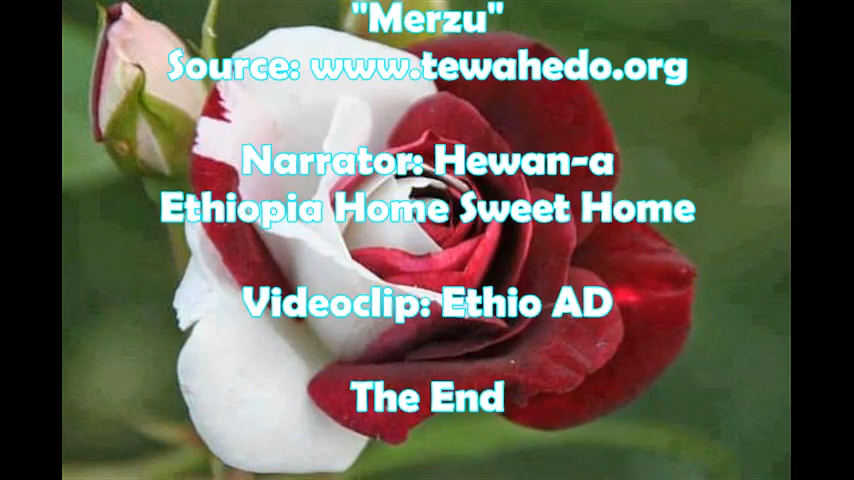 "Merzu"
Source: www.tewahedo.org
Narrator: Hewan-a
Ethiopia Home Sweet Home
Videoclip: Ethio AD
The End